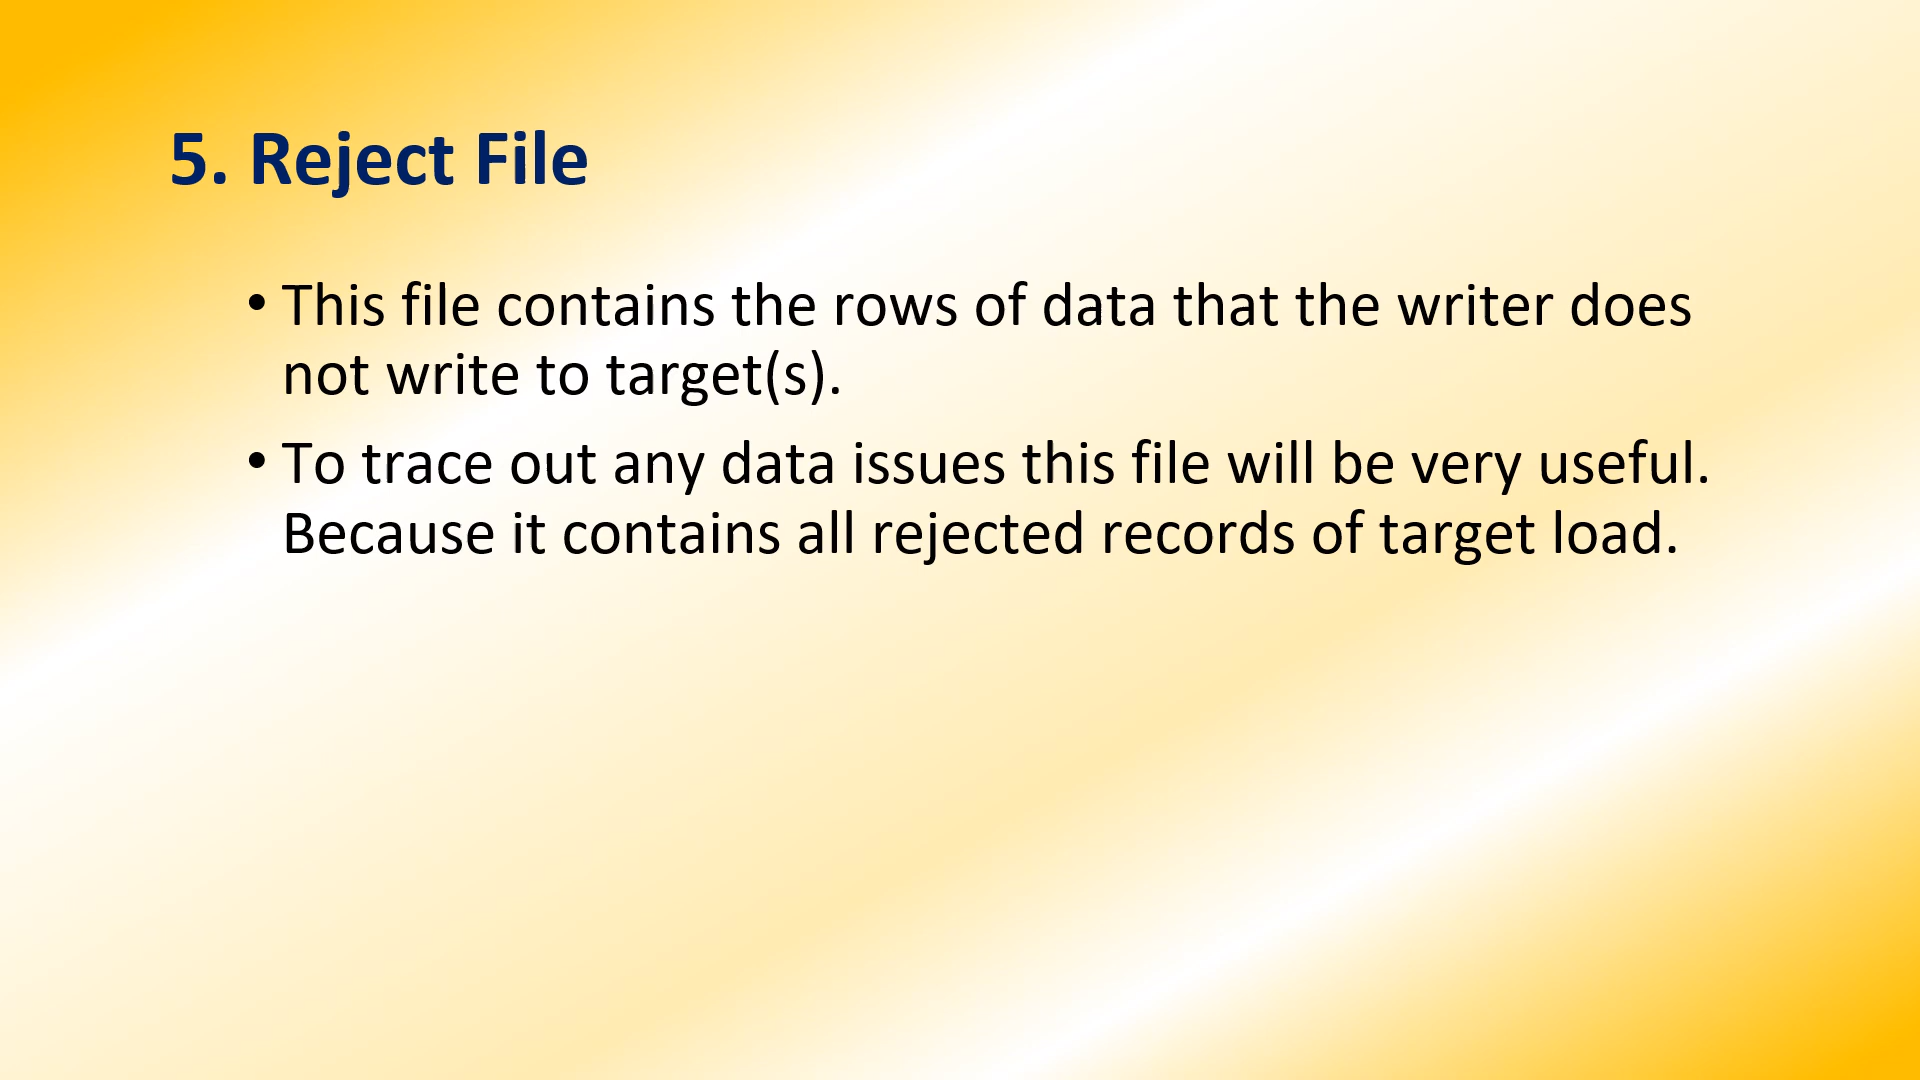 5. Reject File
• This file contains the rows of data that the writer does
not write to target(s).
• To trace out any data issues this file will be very useful.
Because it contains all rejected records of target load.